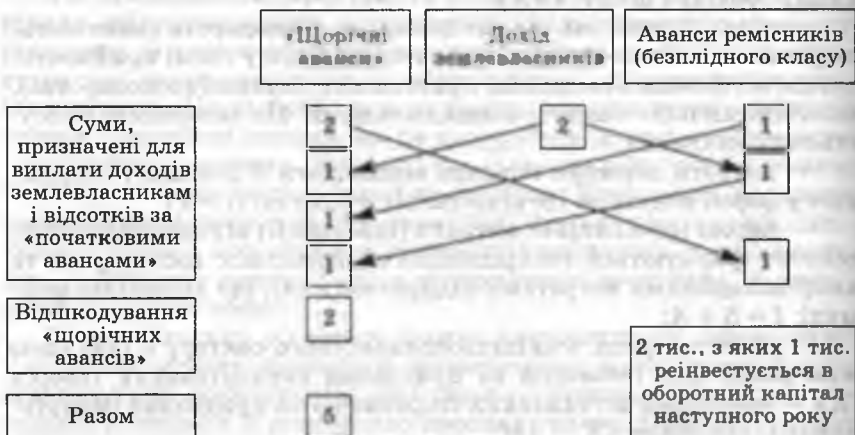 «Щорічні
аванси»
Дохід
землевласників
Аванси ремісників
(безплідного класу)
Суми,
призначені для
виплати доходів
землевласникам
і відсотків за
«початковими
авансами»
2
2
1
1
1
1
1
1
1
Відшкодування
«щорічних
авансів»
2
Разом
5
2 тис., з яких 1 тис.
реінвестується в
оборотний капітал
наступного року